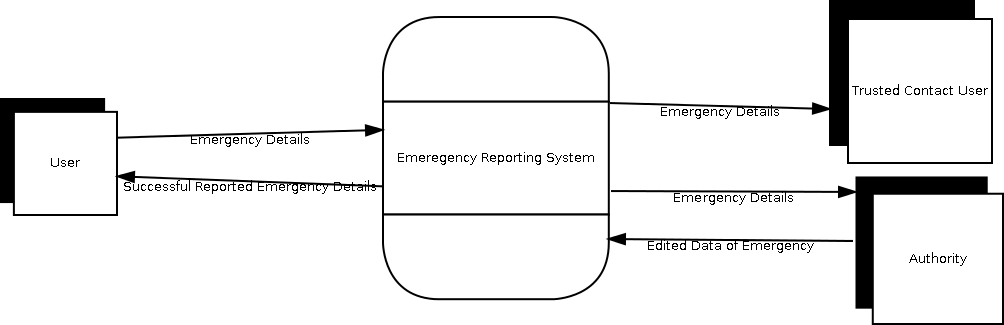 Trusted Contact User
Emergency Details
Emergency Details
Emeregency Reporting System
User
Successful Reported Emergency Details
Emergency Details
Edited Data of Emergency
Authority